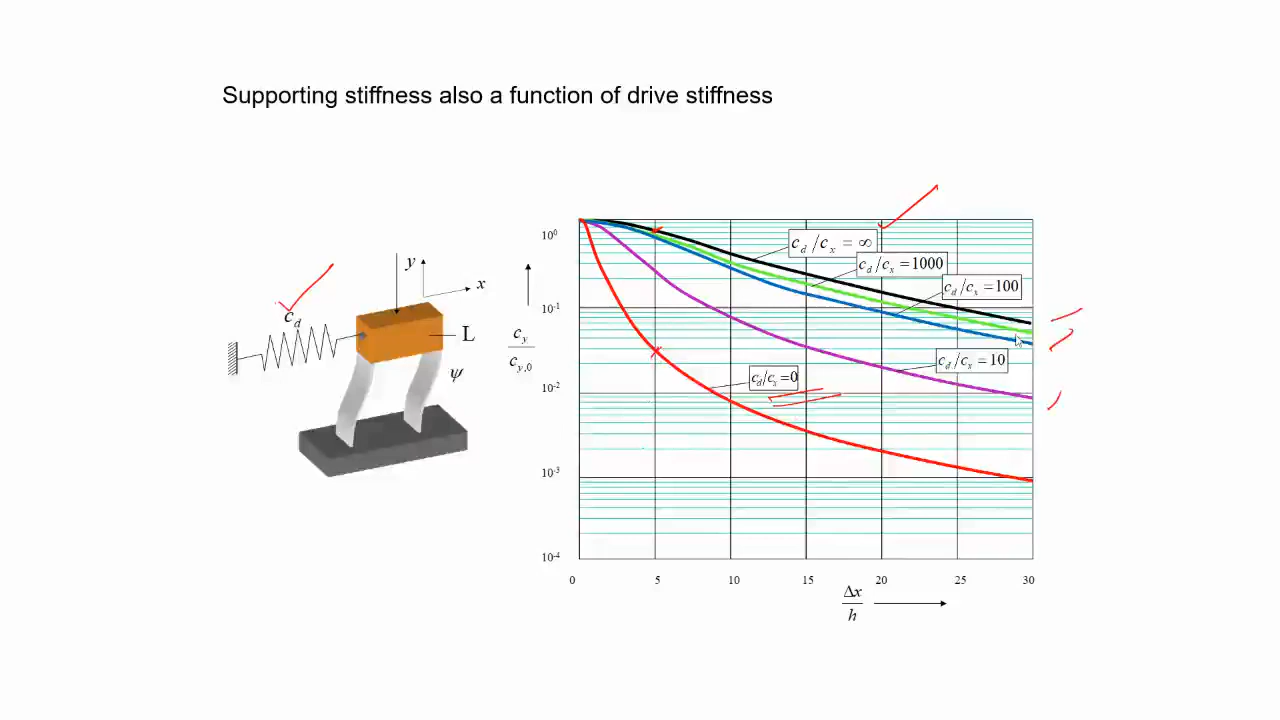 Supporting stiffness also a function of drive stiffness
c_d
y
x
L
ψ
c_y
c_{y,0}
10^0
10^-1
10^-2
10^-3
10^-4
c_d/c_x = ∞
c_d/c_x = 1000
c_d/c_x = 100
c_d/c_x = 10
c_d/c_x = 0
0 5 10 15 20 25 30
Δx
h